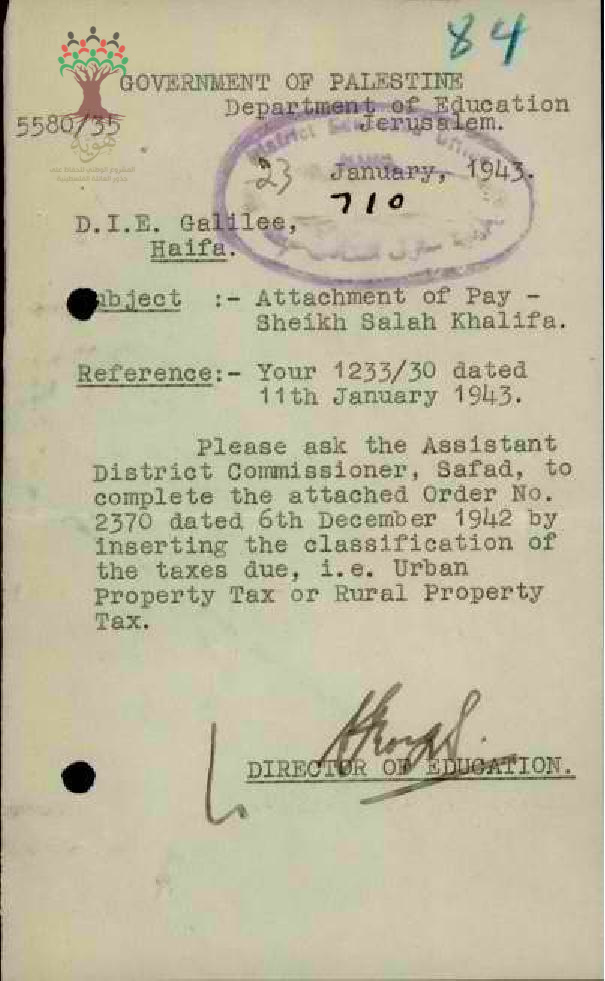 84
GOVERNMENT OF PALESTINE
Department of Education
5580/35 Jerusalem.
23 January, 1943.
710
D.I.E. Galilee,
Haifa.
Subject :- Attachment of Pay -
Sheikh Salah Khalifa.
Reference:- Your 1233/30 dated
11th January 1943.
Please ask the Assistant
District Commissioner, Safad, to
complete the attached Order No.
2370 dated 6th December 1942 by
inserting the classification of
the taxes due, i.e. Urban
Property Tax or Rural Property
Tax.
DIRECTOR OF EDUCATION.
هوية
District